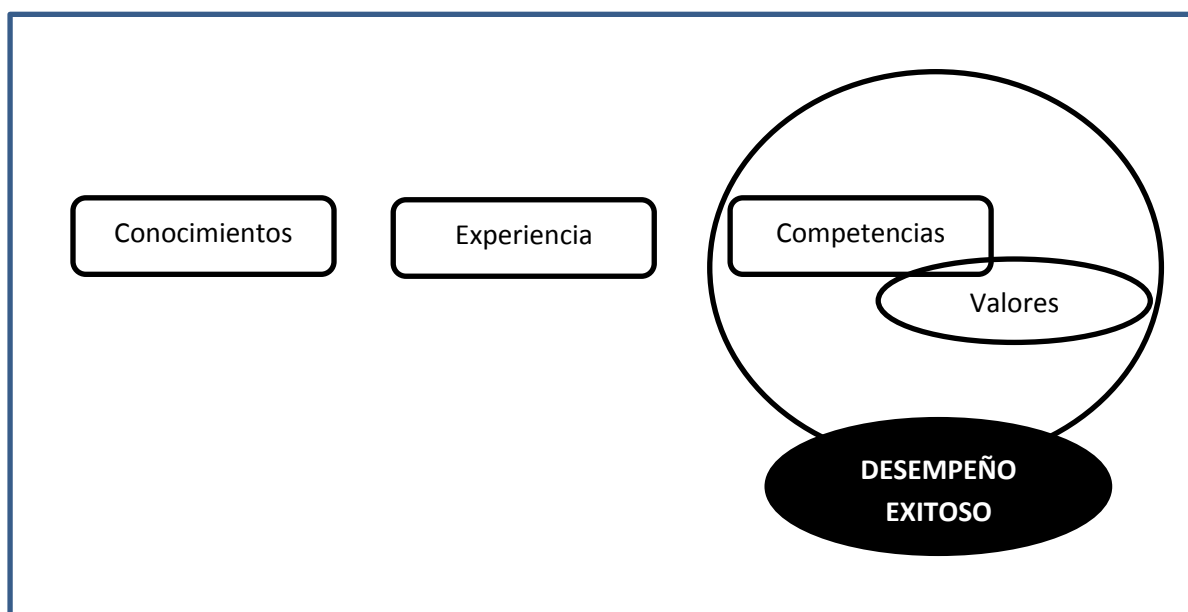 Conocimientos
Experiencia
Competencias
Valores
DESEMPEÑO
EXITOSO